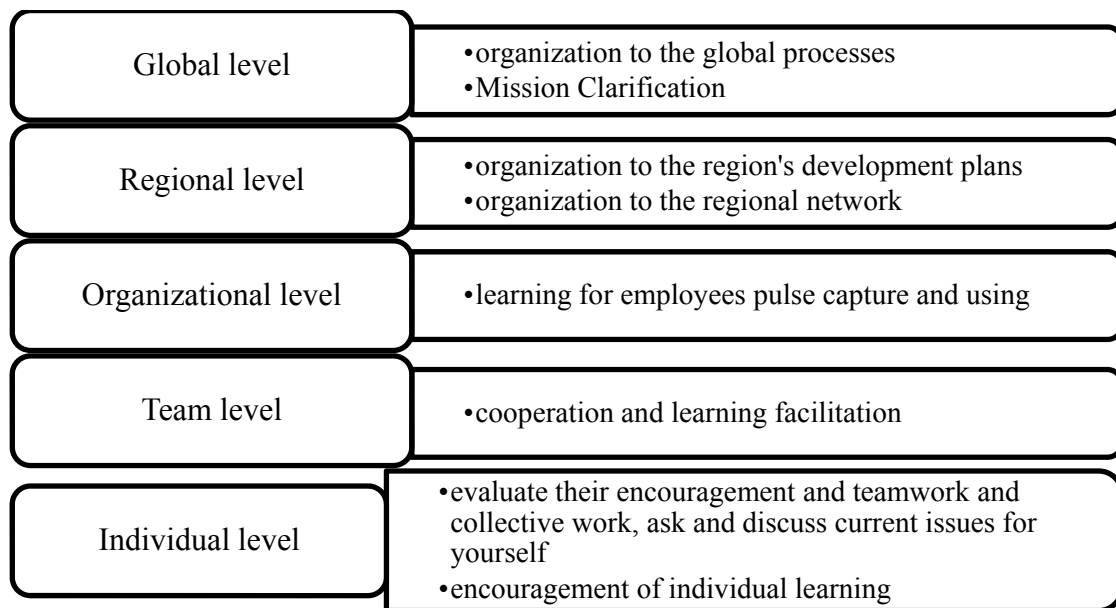 Global level
•organization to the global processes
•Mission Clarification
Regional level
•organization to the region's development plans
•organization to the regional network
Organizational level
•learning for employees pulse capture and using
Team level
•cooperation and learning facilitation
Individual level
•evaluate their encouragement and teamwork and
collective work, ask and discuss current issues for
yourself
•encouragement of individual learning